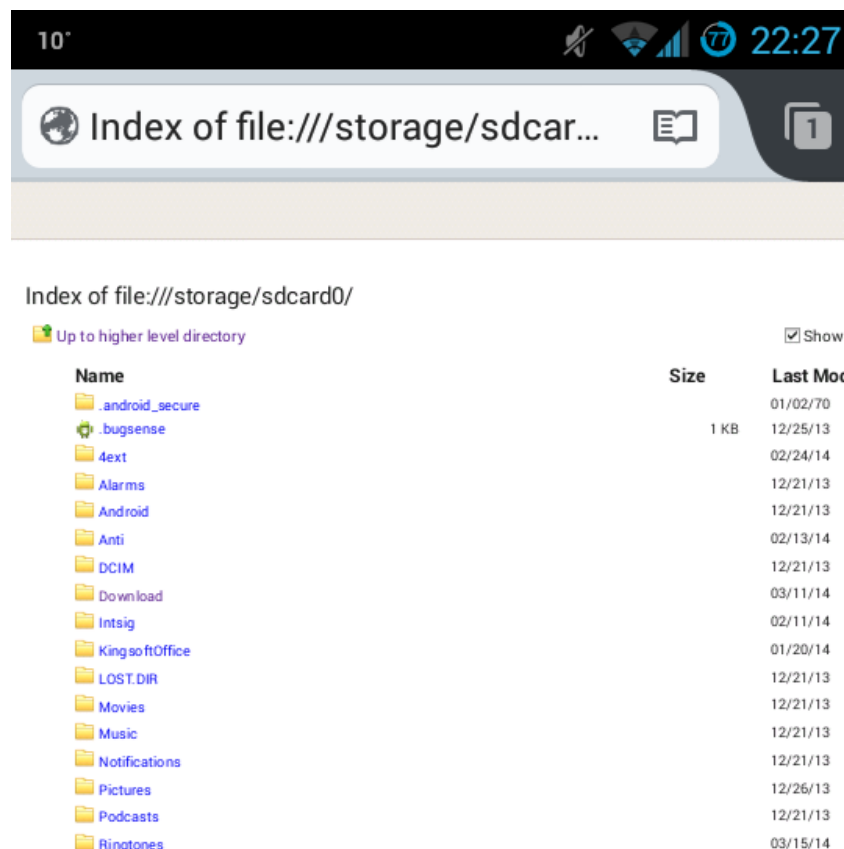 10° 77 22:27
Index of file:///storage/sdcar... 1
Index of file:///storage/sdcard0/
Up to higher level directory Show
Name Size Last Mod
.android_secure 01/02/70
.bugsense 1 KB 12/25/13
4ext 02/24/14
Alarms 12/21/13
Android 12/21/13
Anti 02/13/14
DCIM 12/21/13
Download 03/11/14
Intsig 02/11/14
KingsoftOffice 01/20/14
LOST.DIR 12/21/13
Movies 12/21/13
Music 12/21/13
Notifications 12/21/13
Pictures 12/26/13
Podcasts 12/21/13
Ringtones 03/15/14